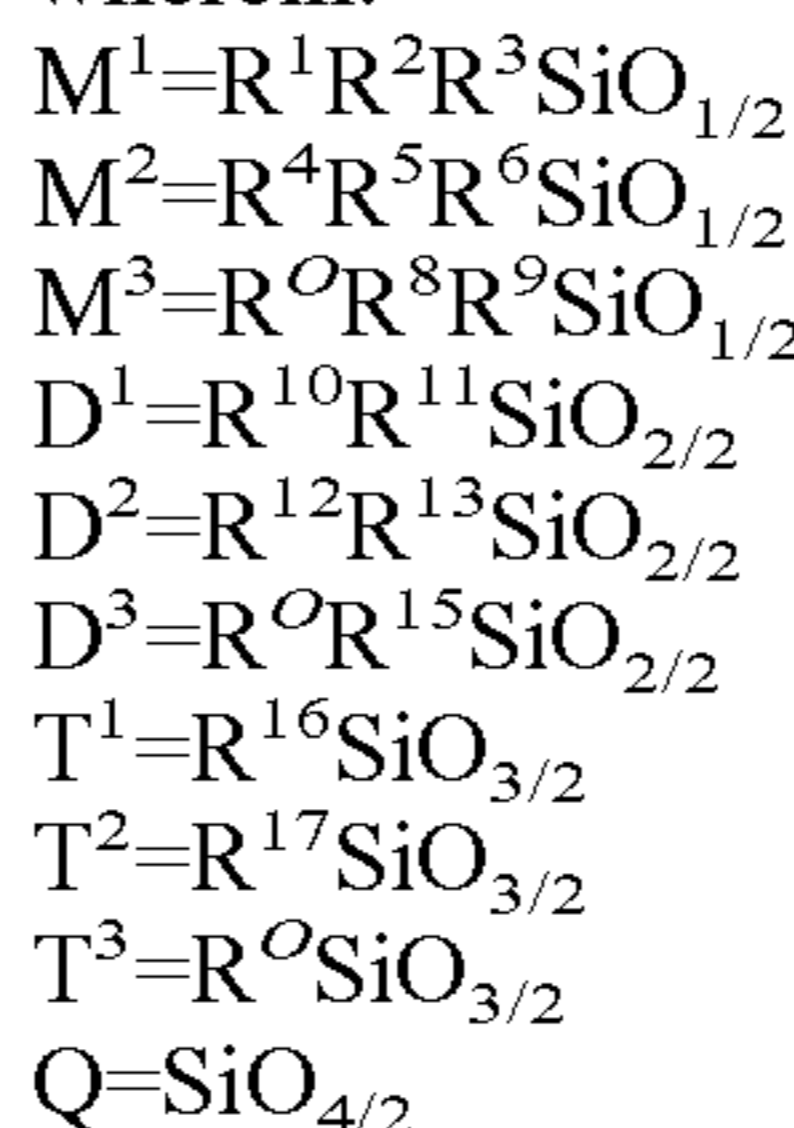 M¹=R¹R²R³SiO₁/₂
M²=R⁴R⁵R⁶SiO₁/₂
M³=RᴼR⁸R⁹SiO₁/₂
D¹=R¹⁰R¹¹SiO₂/₂
D²=R¹²R¹³SiO₂/₂
D³=RᴼR¹⁵SiO₂/₂
T¹=R¹⁶SiO₃/₂
T²=R¹⁷SiO₃/₂
T³=RᴼSiO₃/₂
Q=SiO₄/₂